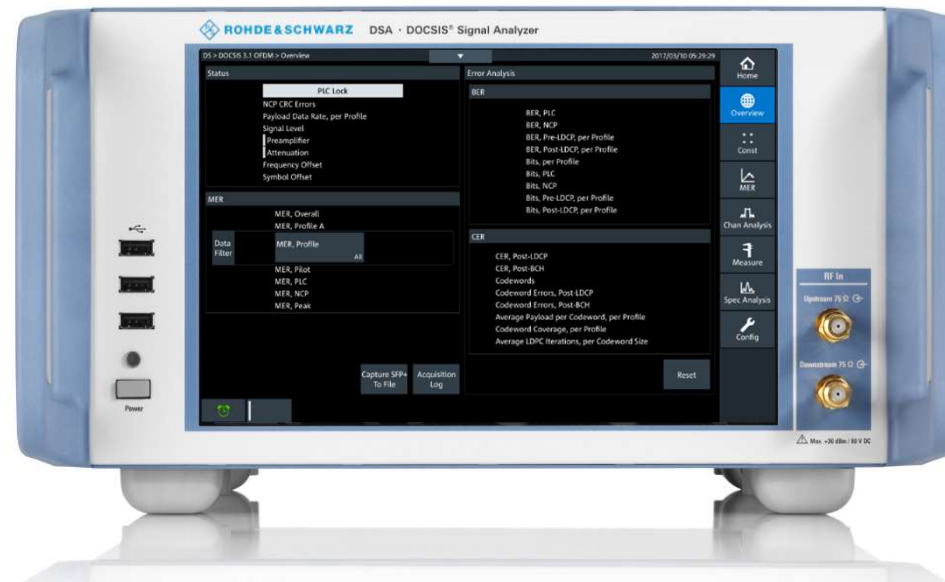 ROHDE&SCHWARZ DSA · DOCSIS® Signal Analyzer
DS > DOCSIS 3.1 OFDM > Overview
2017/03/10 05:29:29
Status
PLC Lock
NCP CRC Errors
Payload Data Rate, per Profile
Signal Level
Preamplifier
Attenuation
Frequency Offset
Symbol Offset
MER
MER, Overall
MER, Profile A
Data
Filter
MER, Profile
All
MER, Pilot
MER, PLC
MER, NCP
MER, Peak
Capture SFP+
To File
Acquisition
Log
Error Analysis
BER
BER, PLC
BER, NCP
BER, Pre-LDCP, per Profile
BER, Post-LDCP, per Profile
Bits, per Profile
Bits, PLC
Bits, NCP
Bits, Pre-LDCP, per Profile
Bits, Post-LDCP, per Profile
CER
CER, Post-LDCP
CER, Post-BCH
Codewords
Codeword Errors, Post-LDCP
Codeword Errors, Post-BCH
Average Payload per Codeword, per Profile
Codeword Coverage, per Profile
Average LDPC Iterations, per Codeword Size
Reset
Home
Overview
Const
MER
Chan Analysis
Measure
Spec Analysis
Config
Power
RF In
Upstream 75 Ω
Downstream 75 Ω
Max. +30 dBm / 80 V DC